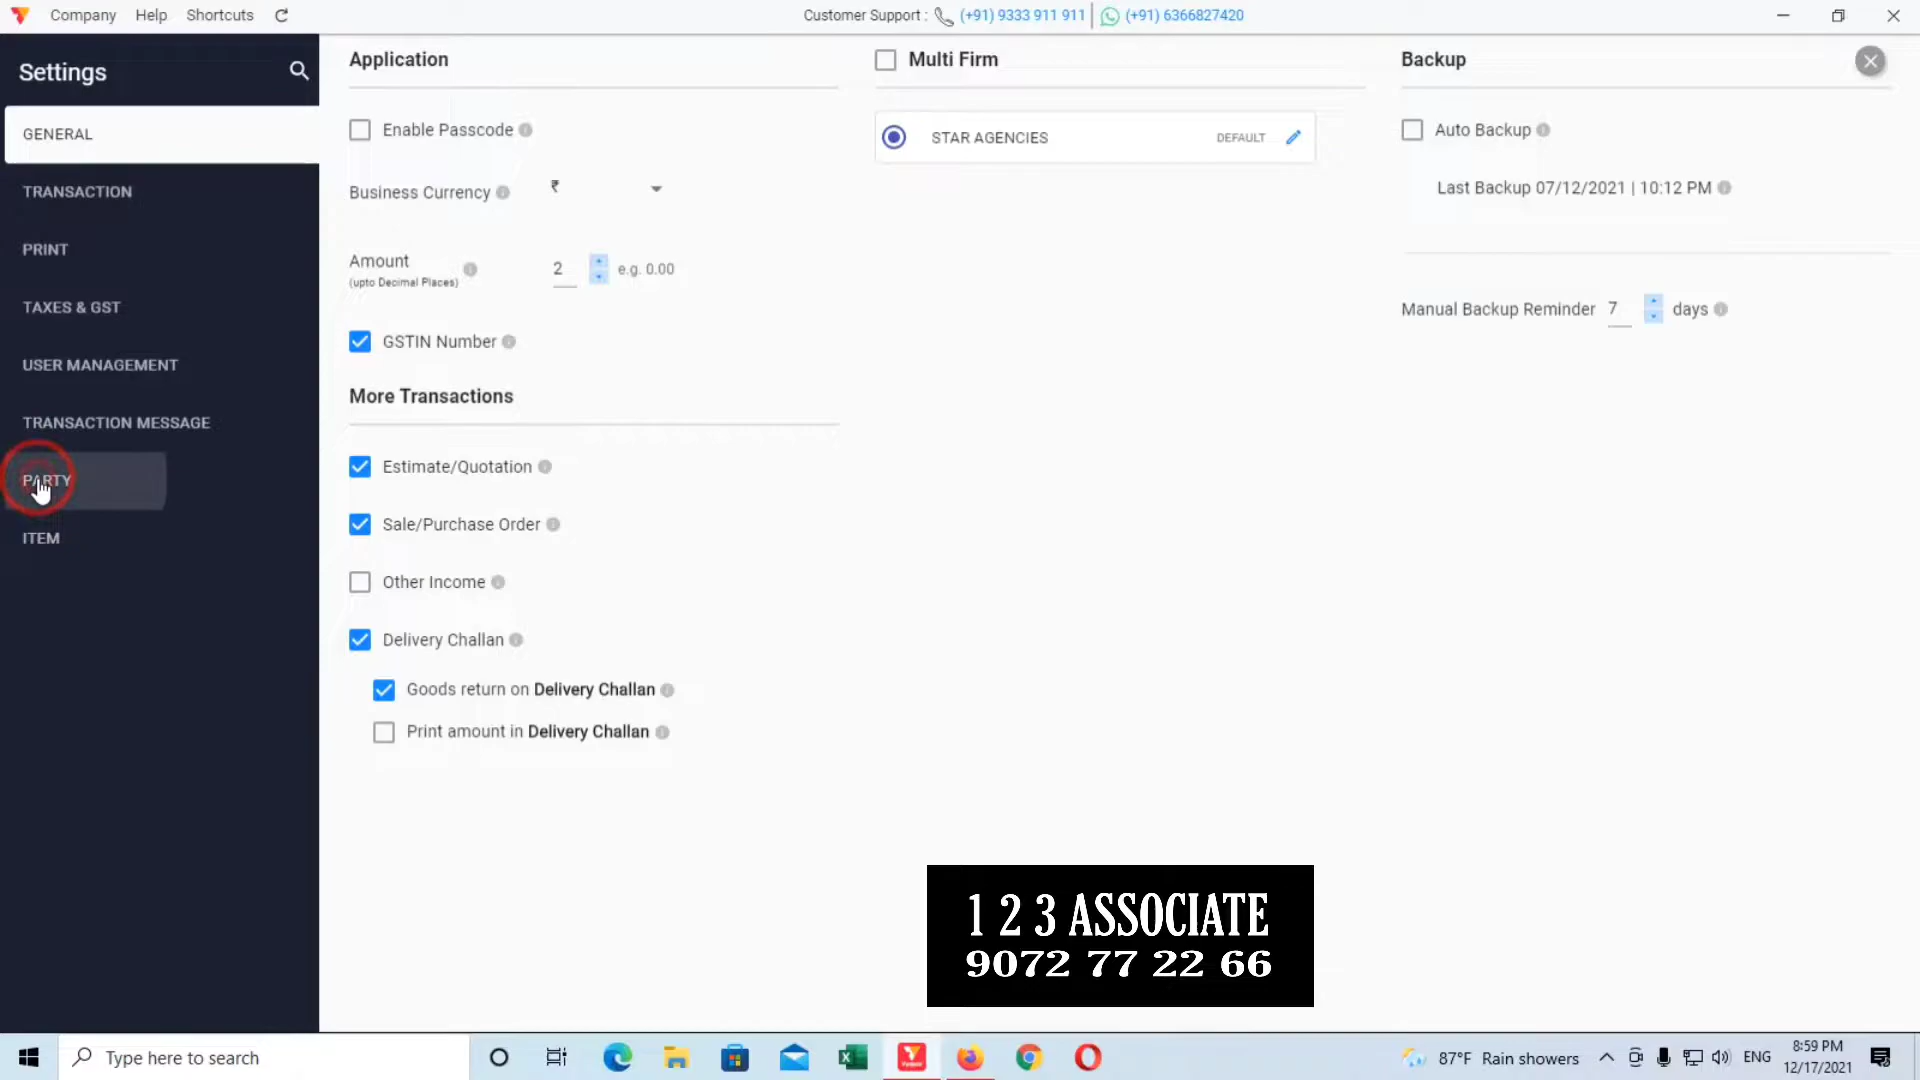 Company Help Shortcuts
Customer Support : (+91) 9333 911 911 (+91) 6366827420
Settings
GENERAL
TRANSACTION
PRINT
TAXES & GST
USER MANAGEMENT
TRANSACTION MESSAGE
PARTY
ITEM
Application
Enable Passcode
Business Currency ₹
Amount
(upto Decimal Places)
2 e.g. 0.00
GSTIN Number
More Transactions
Estimate/Quotation
Sale/Purchase Order
Other Income
Delivery Challan
Goods return on Delivery Challan
Print amount in Delivery Challan
Multi Firm
STAR AGENCIES DEFAULT
Backup
Auto Backup
Last Backup 07/12/2021 | 10:12 PM
Manual Backup Reminder 7 days
1 2 3 ASSOCIATE
9072 77 22 66
Type here to search
87°F Rain showers
ENG
8:59 PM
12/17/2021